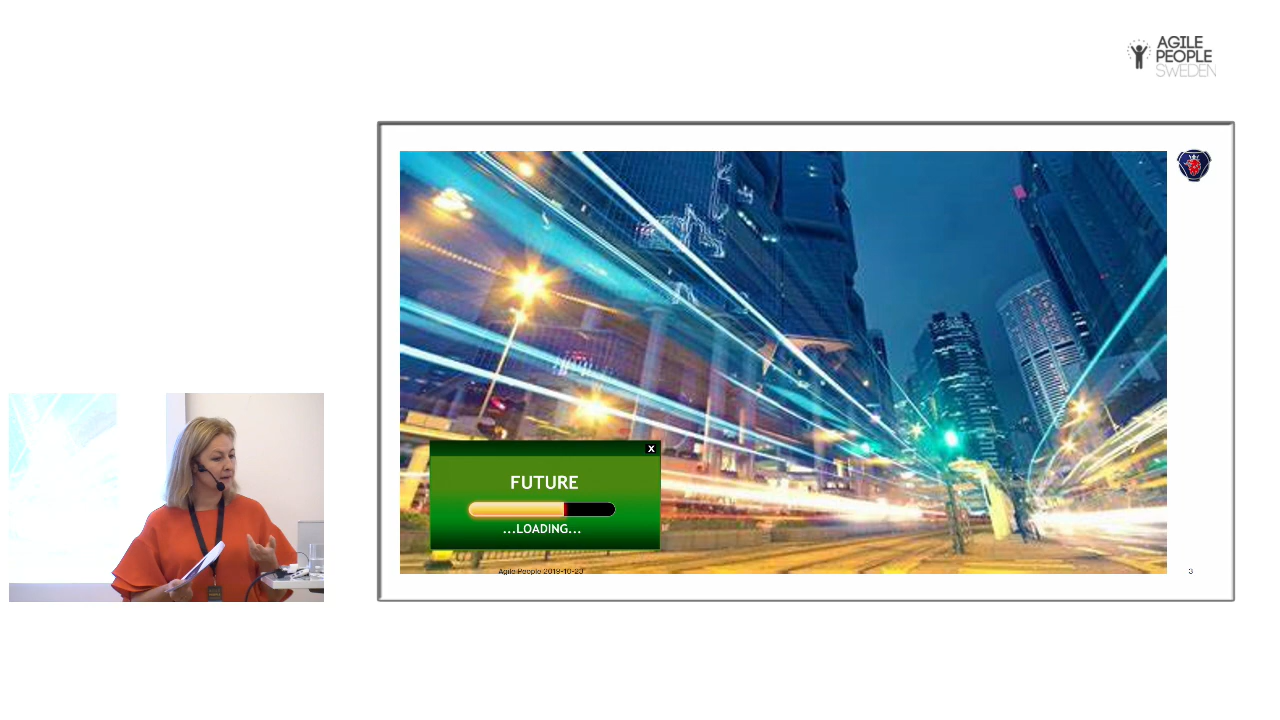 AGILE
PEOPLE
SWEDEN
X
FUTURE
...LOADING...
Agile People 2019-10-23
3